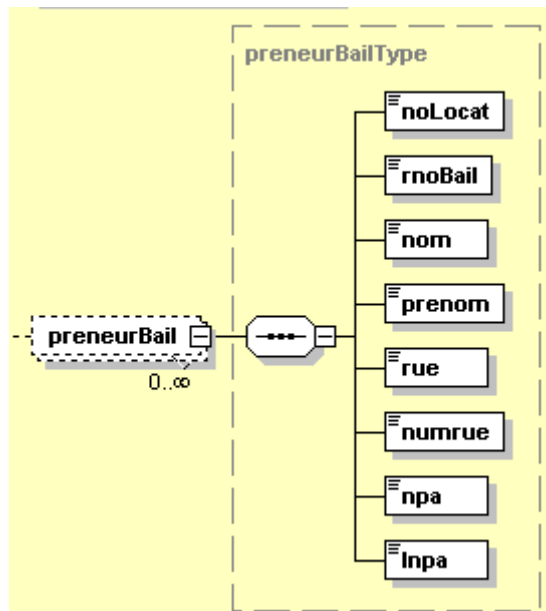 preneurBailType
noLocat
rnoBail
nom
prenom
preneurBail
0..∞
rue
numrue
npa
lnpa